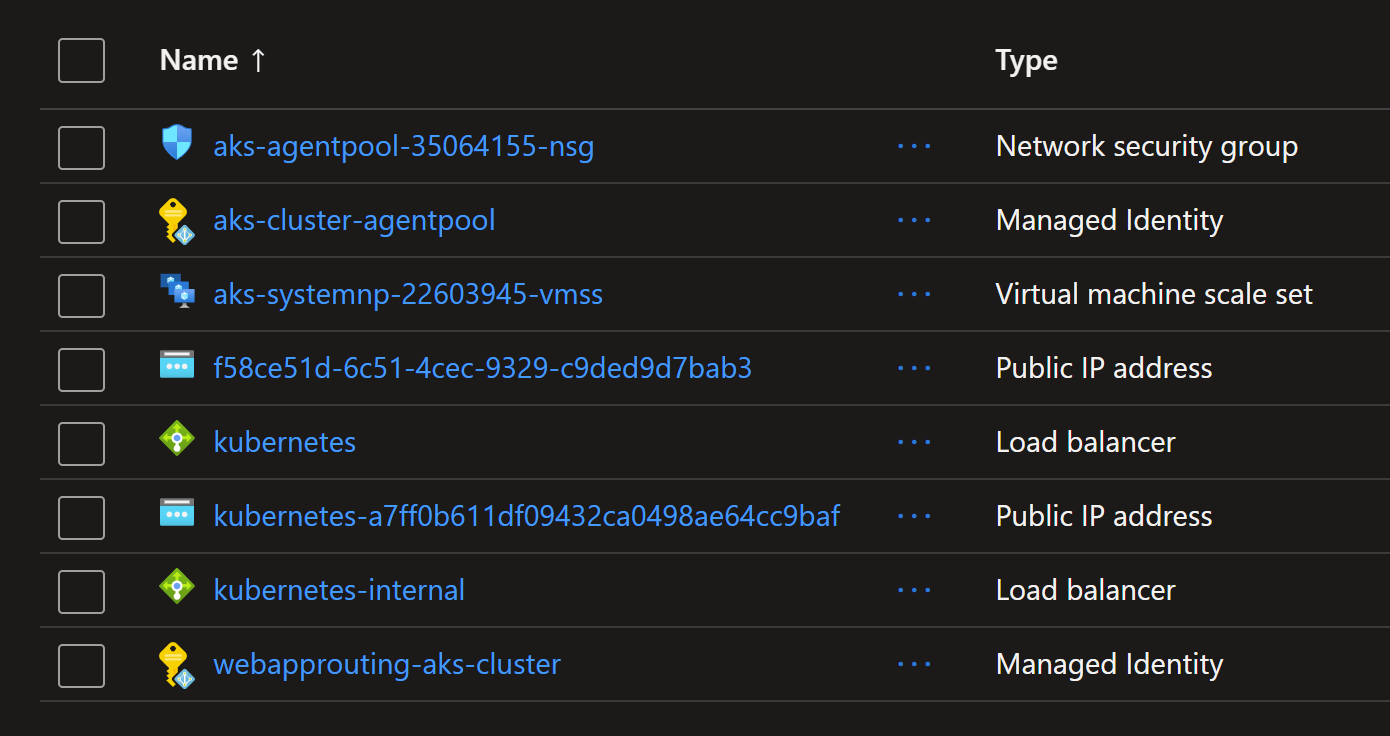 Name ↑ Type
aks-agentpool-35064155-nsg ... Network security group
aks-cluster-agentpool ... Managed Identity
aks-systemnp-22603945-vmss ... Virtual machine scale set
f58ce51d-6c51-4cec-9329-c9ded9d7bab3 ... Public IP address
kubernetes ... Load balancer
kubernetes-a7ff0b611df09432ca0498ae64cc9baf ... Public IP address
kubernetes-internal ... Load balancer
webapprouting-aks-cluster ... Managed Identity